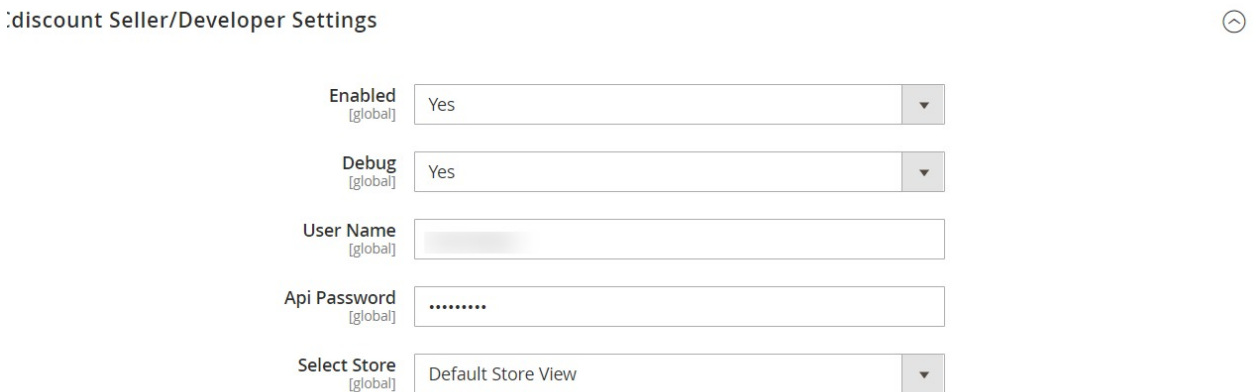 Cdiscount Seller/Developer Settings
Enabled
[global]
Yes
Debug
[global]
Yes
User Name
[global]
Api Password
[global]
•••••••••
Select Store
[global]
Default Store View